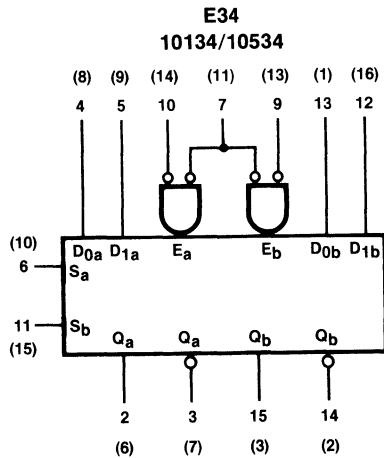 E34
10134/10534
(8) (9) (14) (11) (13) (1) (16)
4 5 10 7 9 13 12
D0a D1a Ea Eb D0b D1b
(10)
6 Sa
11 Sb
(15)
Qa Qa Qb Qb
2 3 15 14
(6) (7) (3) (2)